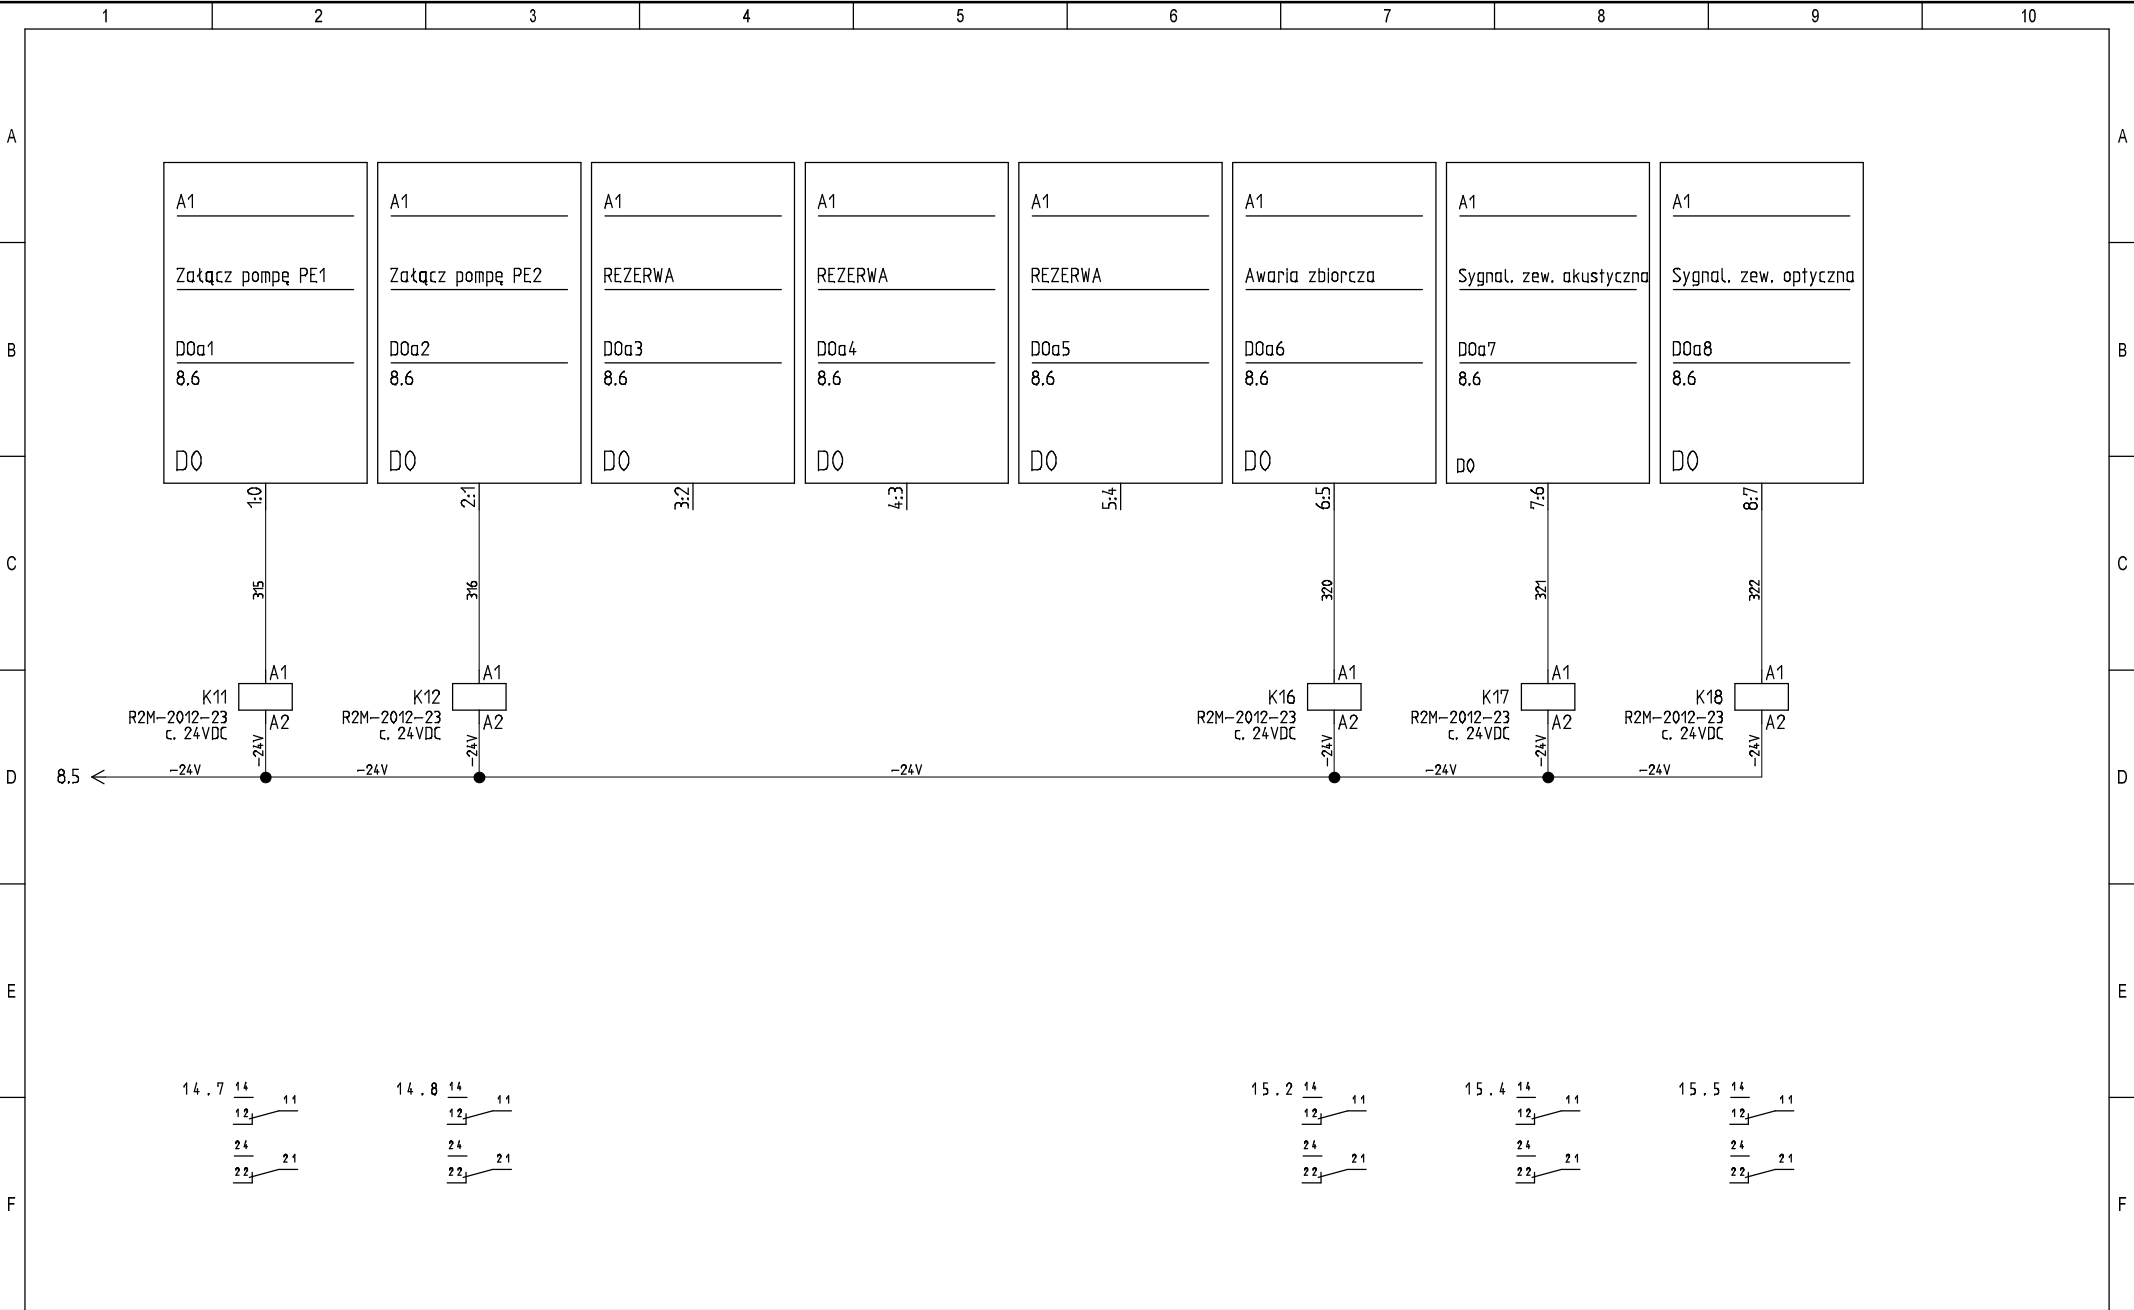 1 2 3 4 5 6 7 8 9 10
A A
A1 A1 A1 A1 A1 A1 A1 A1
Załącz pompę PE1 Załącz pompę PE2 REZERWA REZERWA REZERWA Awaria zbiorcza Sygnal. zew. akustyczna Sygnal. zew. optyczna
B DOa1 DOa2 DOa3 DOa4 DOa5 DOa6 DOa7 DOa8 B
8.6 8.6 8.6 8.6 8.6 8.6 8.6 8.6
DO DO DO DO DO DO DO DO
1:0 2:1 3:2 4:3 5:4 6:5 7:6 8:7
C C
315 316 320 321 322
A1 A1 A1 A1 A1
K11 K12 K16 K17 K18
R2M-2012-23 R2M-2012-23 R2M-2012-23 R2M-2012-23 R2M-2012-23
A2 A2 A2 A2 A2
c. 24VDC c. 24VDC c. 24VDC c. 24VDC c. 24VDC
-24V -24V -24V -24V -24V
-24V -24V -24V -24V -24V
D 8.5 D
E E
14.7 14 14.8 14 15.2 14 15.4 14 15.5 14
11 11 11 11 11
12 12 12 12 12
24 24 24 24 24
21 21 21 21 21
22 22 22 22 22
F F